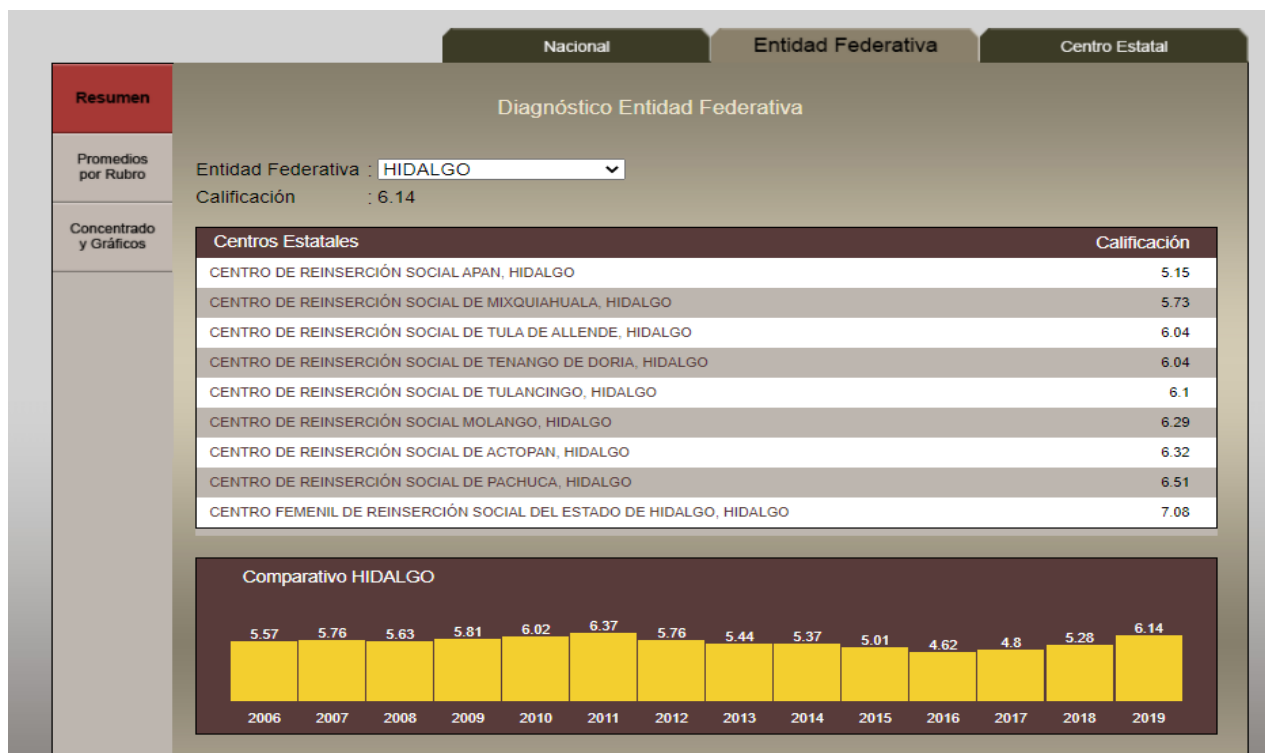 Nacional Entidad Federativa Centro Estatal
Resumen
Promedios
por Rubro
Concentrado
y Gráficos
Diagnóstico Entidad Federativa
Entidad Federativa : HIDALGO
Calificación : 6.14
Centros Estatales Calificación
CENTRO DE REINSERCIÓN SOCIAL APAN, HIDALGO 5.15
CENTRO DE REINSERCIÓN SOCIAL DE MIXQUIAHUALA, HIDALGO 5.73
CENTRO DE REINSERCIÓN SOCIAL DE TULA DE ALLENDE, HIDALGO 6.04
CENTRO DE REINSERCIÓN SOCIAL DE TENANGO DE DORIA, HIDALGO 6.04
CENTRO DE REINSERCIÓN SOCIAL DE TULANCINGO, HIDALGO 6.1
CENTRO DE REINSERCIÓN SOCIAL MOLANGO, HIDALGO 6.29
CENTRO DE REINSERCIÓN SOCIAL DE ACTOPAN, HIDALGO 6.32
CENTRO DE REINSERCIÓN SOCIAL DE PACHUCA, HIDALGO 6.51
CENTRO FEMENIL DE REINSERCIÓN SOCIAL DEL ESTADO DE HIDALGO, HIDALGO 7.08
Comparativo HIDALGO
5.57 5.76 5.63 5.81 6.02 6.37 5.76 5.44 5.37 5.01 4.62 4.8 5.28 6.14
2006 2007 2008 2009 2010 2011 2012 2013 2014 2015 2016 2017 2018 2019